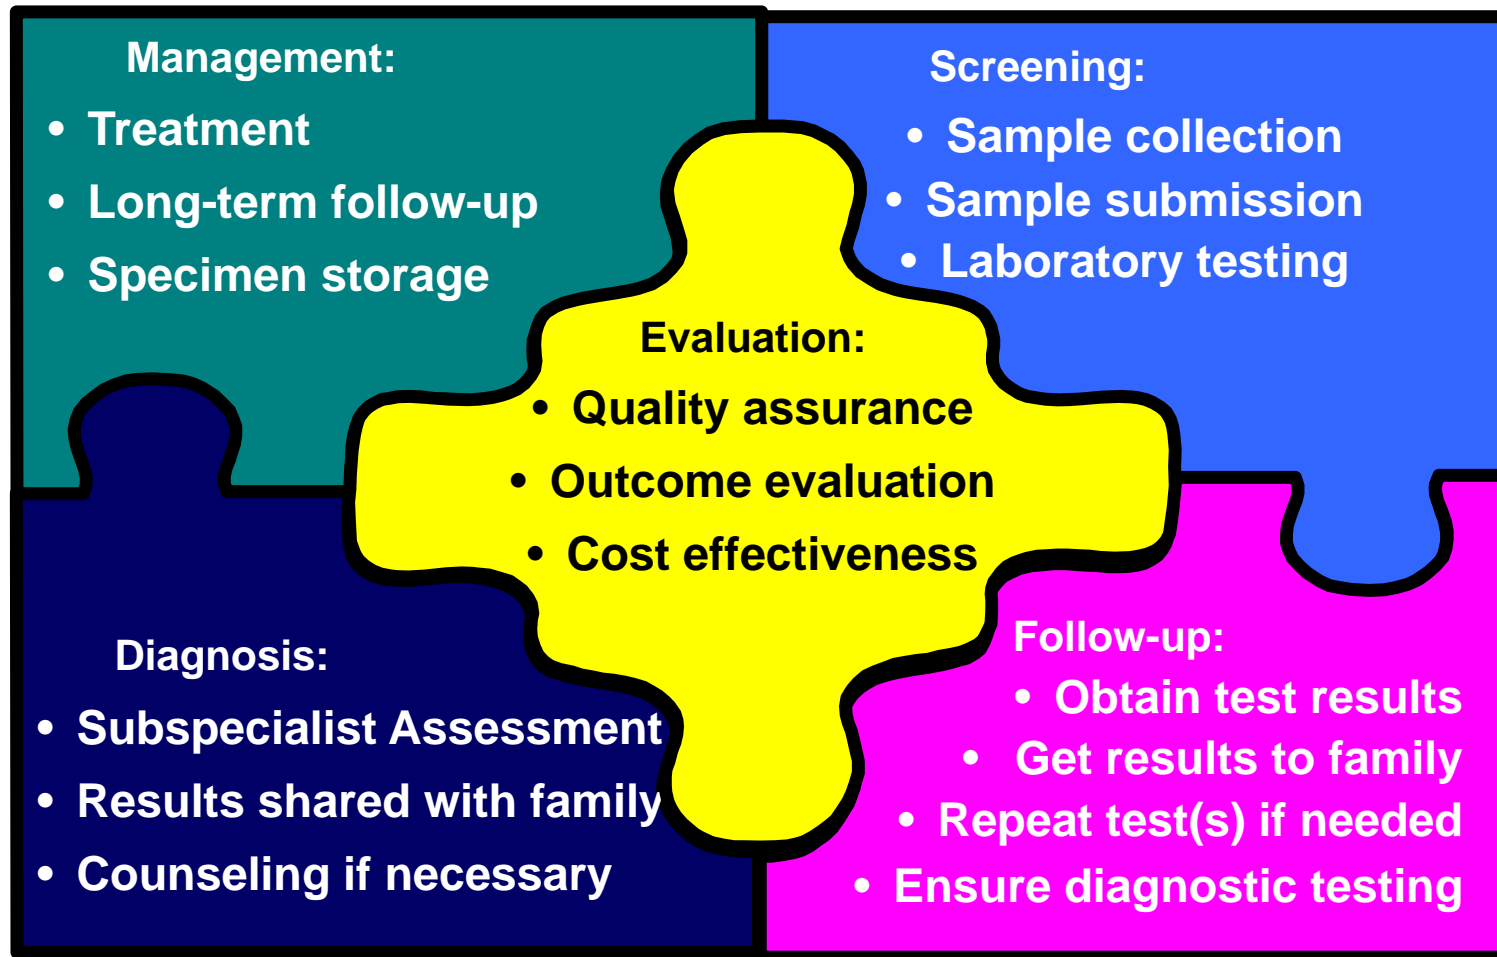 Management:
• Treatment
• Long-term follow-up
• Specimen storage
Screening:
• Sample collection
• Sample submission
• Laboratory testing
Evaluation:
• Quality assurance
• Outcome evaluation
• Cost effectiveness
Diagnosis:
• Subspecialist Assessment
• Results shared with family
• Counseling if necessary
Follow-up:
• Obtain test results
• Get results to family
• Repeat test(s) if needed
• Ensure diagnostic testing